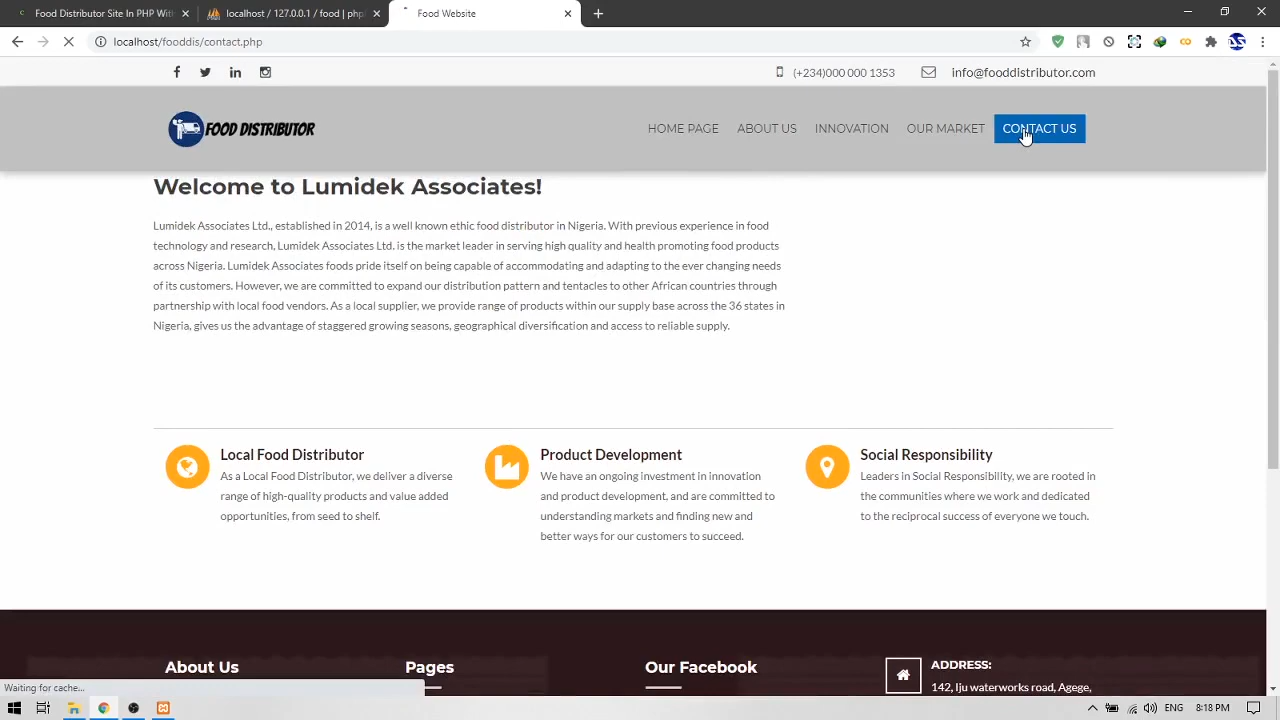 Food Distributor Site In PHP With
localhost / 127.0.0.1 / food | php
Food Website
localhost/fooddis/contact.php
(+234)000 000 1353
info@fooddistributor.com
FOOD DISTRIBUTOR
HOME PAGE
ABOUT US
INNOVATION
OUR MARKET
CONTACT US
Welcome to Lumidek Associates!
Lumidek Associates Ltd., established in 2014, is a well known ethic food distributor in Nigeria. With previous experience in food
technology and research, Lumidek Associates Ltd. is the market leader in serving high quality and health promoting food products
across Nigeria. Lumidek Associates foods pride itself on being capable of accommodating and adapting to the ever changing needs
of its customers. However, we are committed to expand our distribution pattern and tentacles to other African countries through
partnership with local food vendors. As a local supplier, we provide range of products within our supply base across the 36 states in
Nigeria, gives us the advantage of staggered growing seasons, geographical diversification and access to reliable supply.
Local Food Distributor
As a Local Food Distributor, we deliver a diverse
range of high-quality products and value added
opportunities, from seed to shelf.
Product Development
We have an ongoing investment in innovation
and product development, and are committed to
understanding markets and finding new and
better ways for our customers to succeed.
Social Responsibility
Leaders in Social Responsibility, we are rooted in
the communities where we work and dedicated
to the reciprocal success of everyone we touch.
About Us
Pages
Our Facebook
ADDRESS:
142, Iju waterworks road, Agege,
Waiting for cache...
ENG
8:18 PM